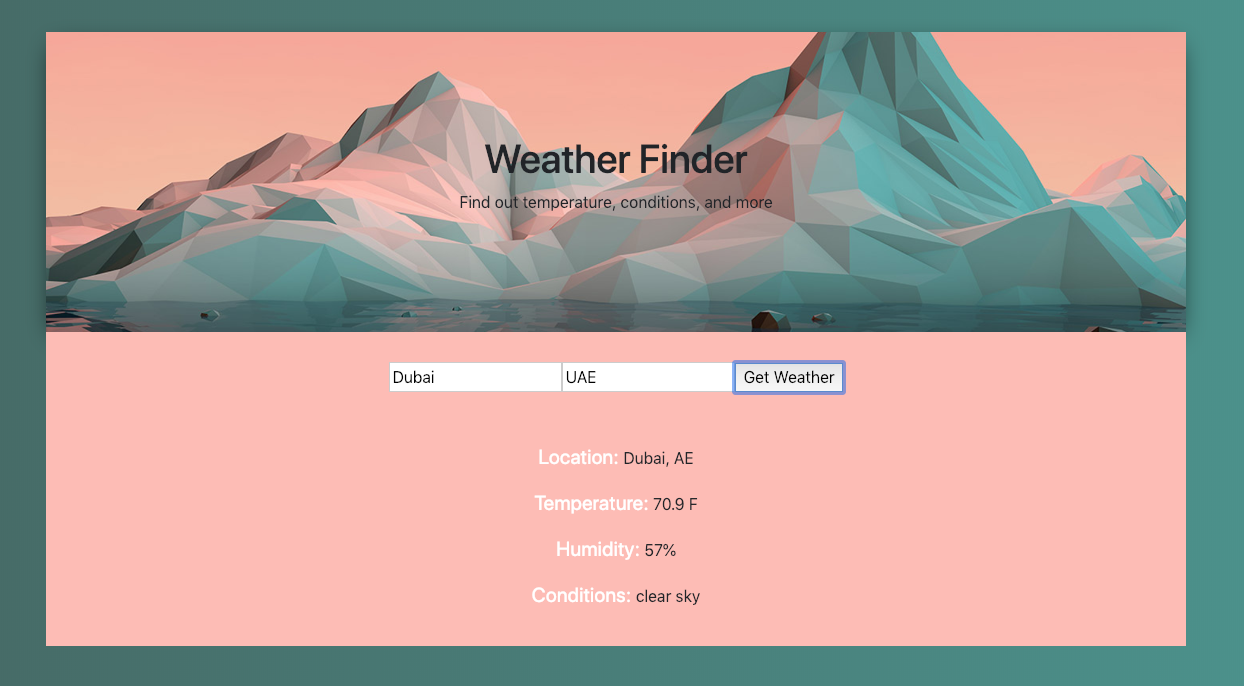 Weather Finder
Find out temperature, conditions, and more
Dubai UAE Get Weather
Location: Dubai, AE
Temperature: 70.9 F
Humidity: 57%
Conditions: clear sky